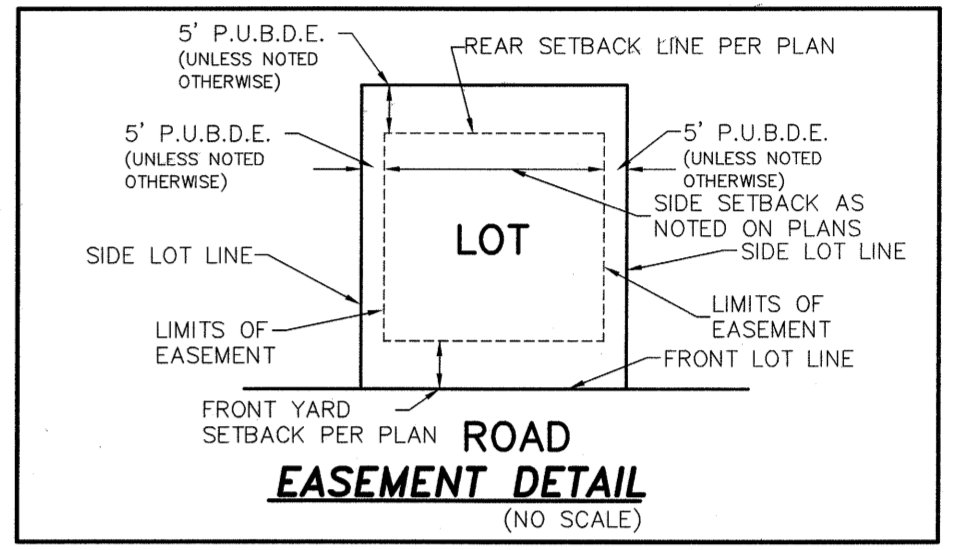 5' P.U.B.D.E.
(UNLESS NOTED
OTHERWISE)
REAR SETBACK LINE PER PLAN
5' P.U.B.D.E.
(UNLESS NOTED
OTHERWISE)
5' P.U.B.D.E.
(UNLESS NOTED
OTHERWISE)
SIDE SETBACK AS
NOTED ON PLANS
LOT
SIDE LOT LINE
SIDE LOT LINE
LIMITS OF
EASEMENT
LIMITS OF
EASEMENT
FRONT LOT LINE
FRONT YARD
SETBACK PER PLAN
ROAD
EASEMENT DETAIL
(NO SCALE)